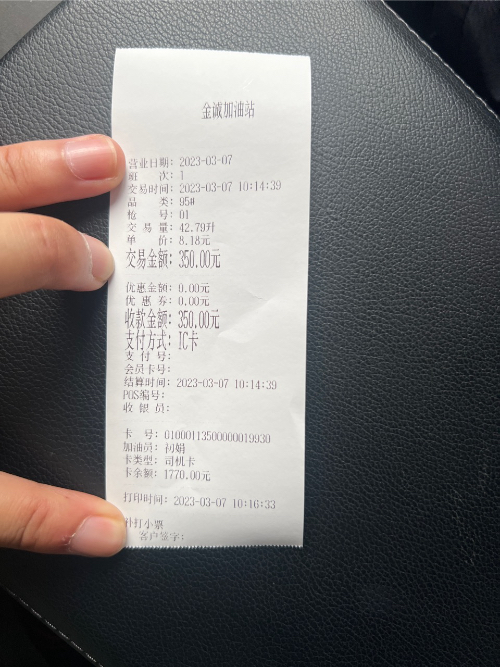 金诚加油站
营业日期: 2023-03-07
班 次: 1
交易时间: 2023-03-07 10:14:39
品 类: 95#
枪 号: 01
交 易 量: 42.79升
单 价: 8.18元
交易金额: 350.00元
优惠金额: 0.00元
优 惠 券: 0.00元
收款金额: 350.00元
支付方式: IC卡
支 付 号:
会员卡号:
结算时间: 2023-03-07 10:14:39
POS编号:
收 银 员:
卡 号: 01000113500000019930
加油员: 初娟
卡类型: 司机卡
卡余额: 1770.00元
打印时间: 2023-03-07 10:16:33
补打小票
客户签字: